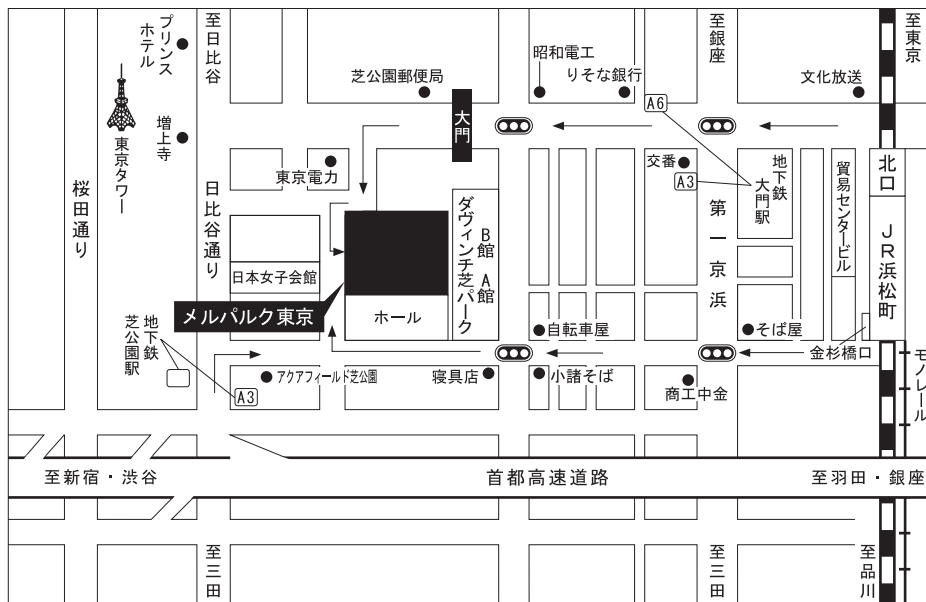 プリンス
ホテル
至日比谷
至銀座
至東京
昭和電工
りそな銀行
芝公園郵便局
文化放送
A6
大門
増上寺
東京タワー
東京電力
交番
A3
地下鉄
大門駅
北口
桜田通り
日比谷通り
ダヴィンチ芝パーク
B館 A館
第一京浜
貿易センタービル
JR浜松町
日本女子会館
メルパルク東京
ホール
自転車屋
そば屋
金杉橋口
モノレール
地下鉄
芝公園駅
A3
アクアフィールド芝公園
寝具店
小諸そば
商工中金
至新宿・渋谷
首都高速道路
至羽田・銀座
至三田
至三田
至品川